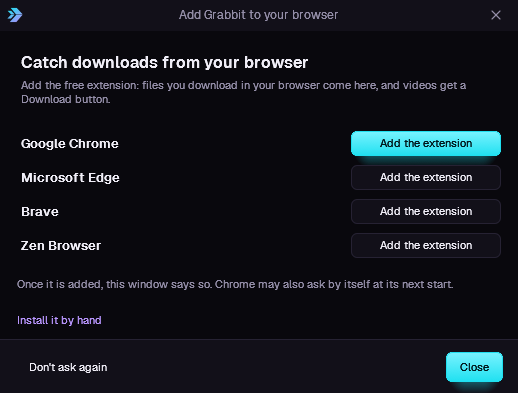 Add Grabbit to your browser
Catch downloads from your browser
Add the free extension: files you download in your browser come here, and videos get a
Download button.
Google Chrome
Add the extension
Microsoft Edge
Add the extension
Brave
Add the extension
Zen Browser
Add the extension
Once it is added, this window says so. Chrome may also ask by itself at its next start.
Install it by hand
Don't ask again
Close